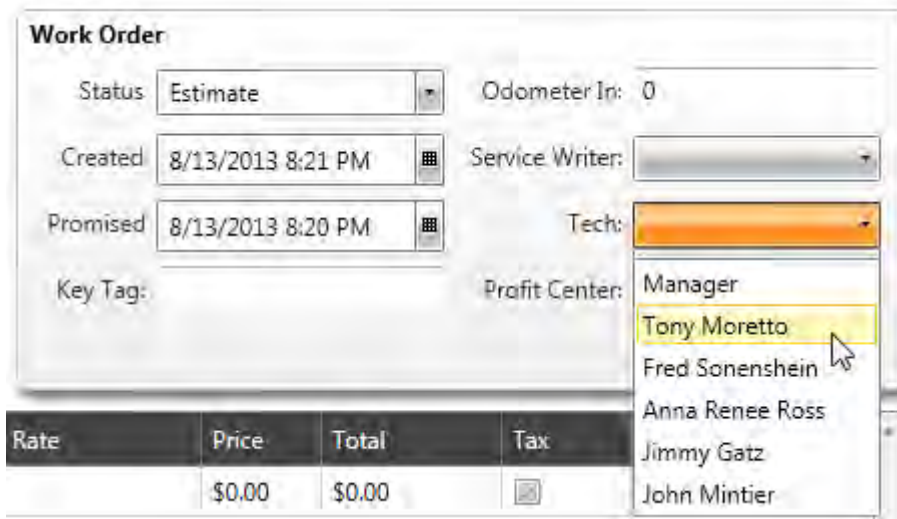 Work Order
Status Estimate Odometer In: 0
Created 8/13/2013 8:21 PM Service Writer:
Promised 8/13/2013 8:20 PM Tech:
Key Tag: Profit Center:
Manager
Tony Moretto
Fred Sonenshein
Anna Renee Ross
Jimmy Gatz
John Mintier
Rate Price Total Tax
$0.00 $0.00